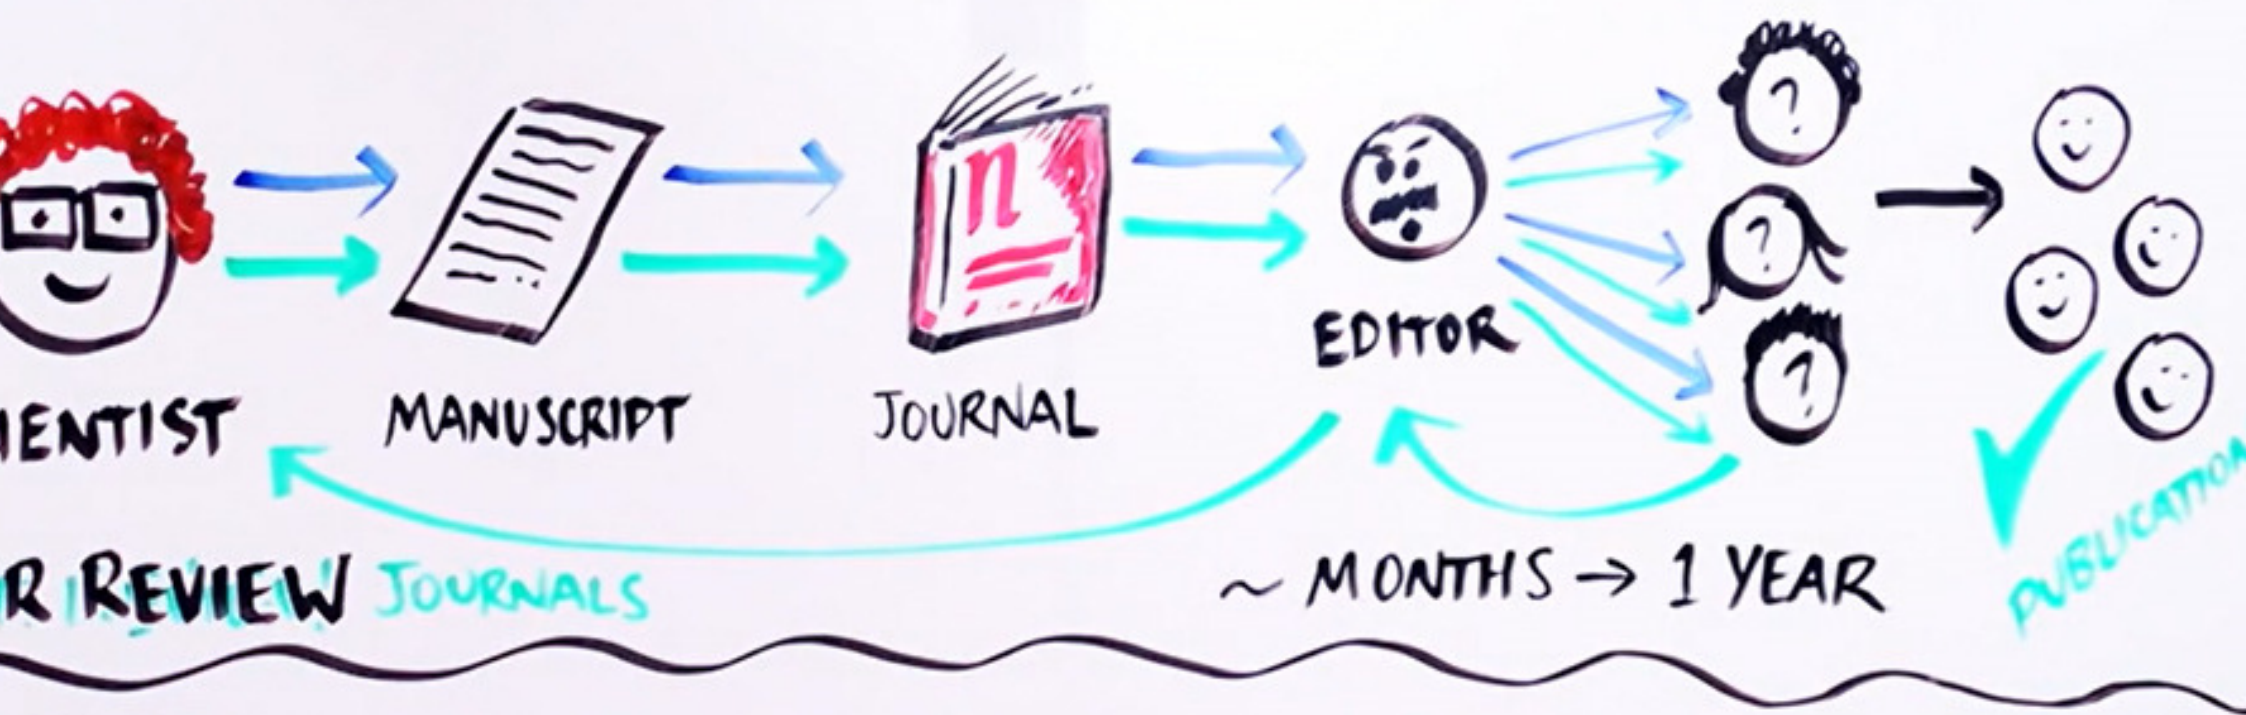 IENTIST
MANUSCRIPT
JOURNAL
n
EDITOR
?
?
?
R REVIEW JOURNALS
~ MONTHS → 1 YEAR
PUBLICATION